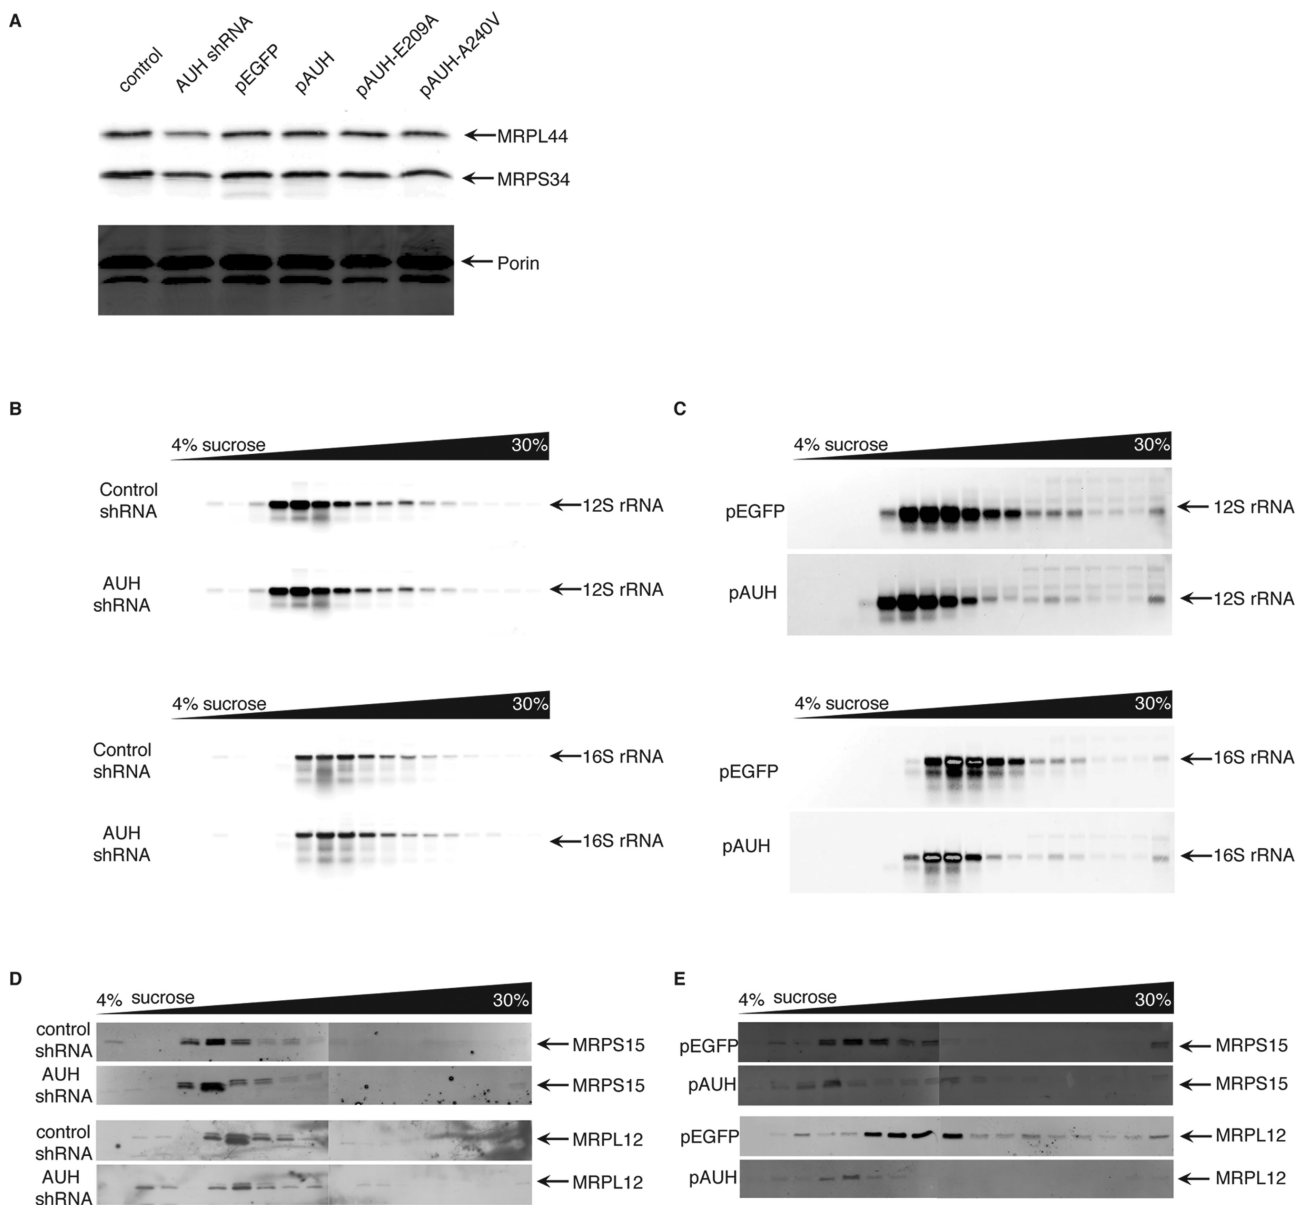 A
control
AUH shRNA
pEGFP
pAUH
pAUH-E209A
pAUH-A240V
MRPL44
MRPS34
Porin
B
4% sucrose
30%
Control
shRNA
12S rRNA
AUH
shRNA
12S rRNA
4% sucrose
30%
Control
shRNA
16S rRNA
AUH
shRNA
16S rRNA
C
4% sucrose
30%
pEGFP
12S rRNA
pAUH
12S rRNA
4% sucrose
30%
pEGFP
16S rRNA
pAUH
16S rRNA
D
4% sucrose
30%
control
shRNA
MRPS15
AUH
shRNA
MRPS15
control
shRNA
MRPL12
AUH
shRNA
MRPL12
E
4% sucrose
30%
pEGFP
MRPS15
pAUH
MRPS15
pEGFP
MRPL12
pAUH
MRPL12